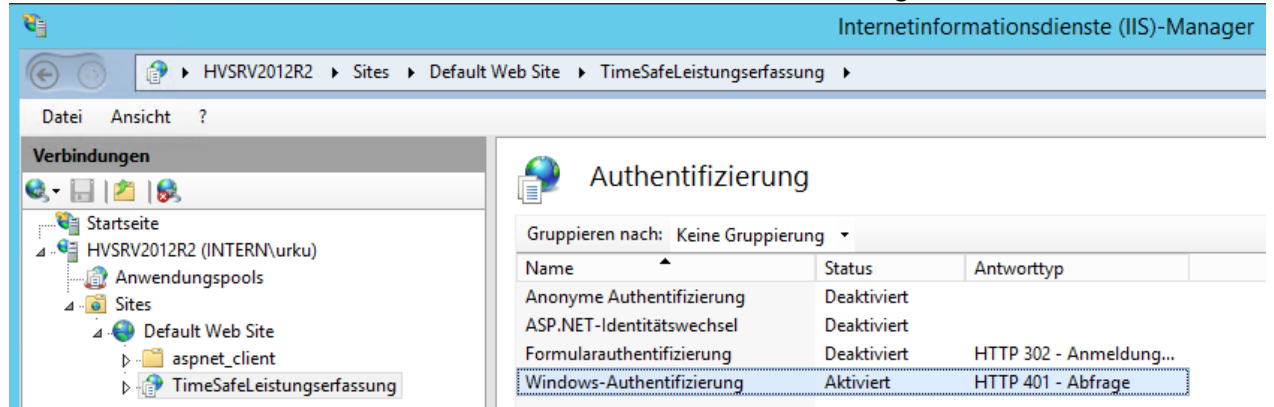 Internetinformationsdienste (IIS)-Manager
HVSRV2012R2 Sites Default Web Site TimeSafeLeistungserfassung
Datei Ansicht ?
Verbindungen
Startseite
HVSRV2012R2 (INTERN\urku)
Anwendungspools
Sites
Default Web Site
aspnet_client
TimeSafeLeistungserfassung
Authentifizierung
Gruppieren nach: Keine Gruppierung
Name Status Antworttyp
Anonyme Authentifizierung Deaktiviert
ASP.NET-Identitätswechsel Deaktiviert
Formularauthentifizierung Deaktiviert HTTP 302 - Anmeldung...
Windows-Authentifizierung Aktiviert HTTP 401 - Abfrage